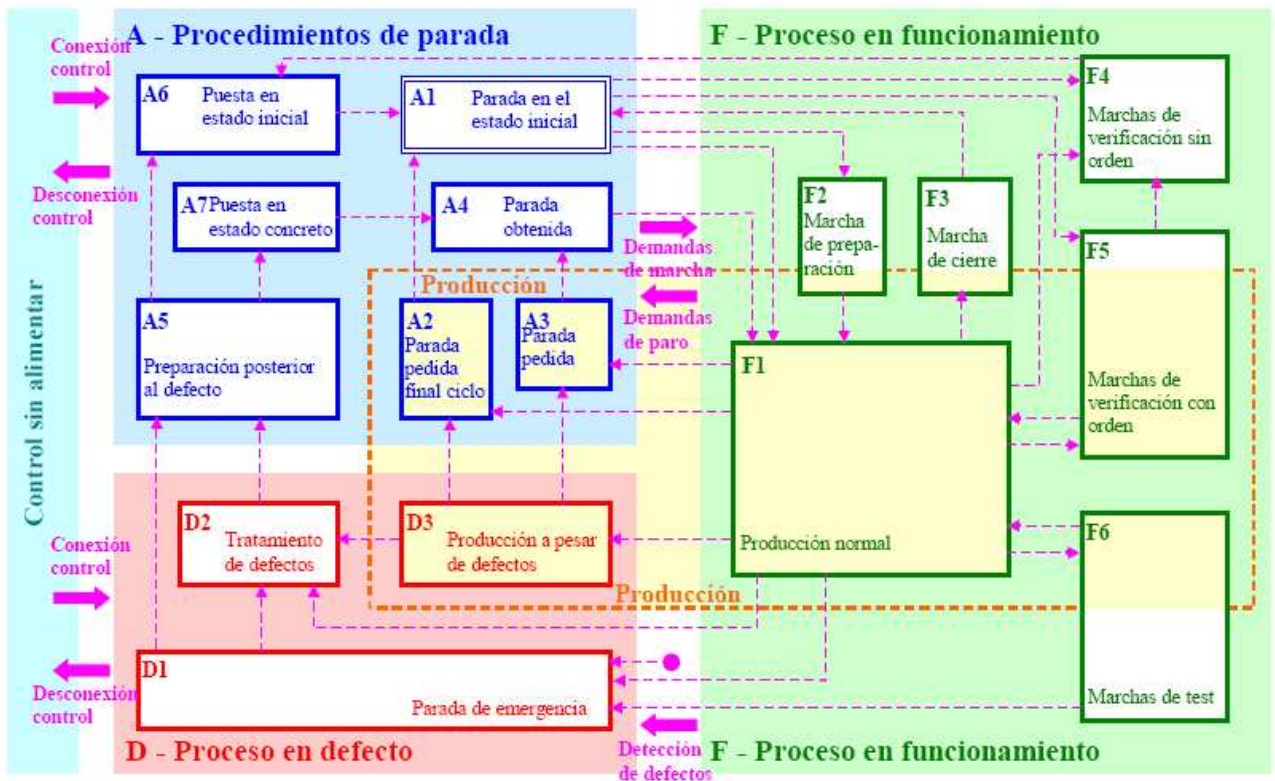 Control sin alimentar
A - Procedimientos de parada
F - Proceso en funcionamiento
Conexión
control
Desconexión
control
A6
Puesta en
estado inicial
A1
Parada en el
estado inicial
A7
Puesta en
estado concreto
A4
Parada
obtenida
Demandas
de marcha
Demandas
de paro
F4
Marchas de
verificación sin
orden
F2
Marcha
de prepa-
ración
F3
Marcha
de cierre
F5
Marchas de
verificación con
orden
Producción
A5
Preparación posterior
al defecto
A2
Parada
pedida
final ciclo
A3
Parada
pedida
F1
Producción normal
D2
Tratamiento
de defectos
D3
Producción a pesar
de defectos
F6
Marchas de test
Producción
Conexión
control
Desconexión
control
D1
Parada de emergencia
D - Proceso en defecto
Detección
de defectos
F - Proceso en funcionamiento